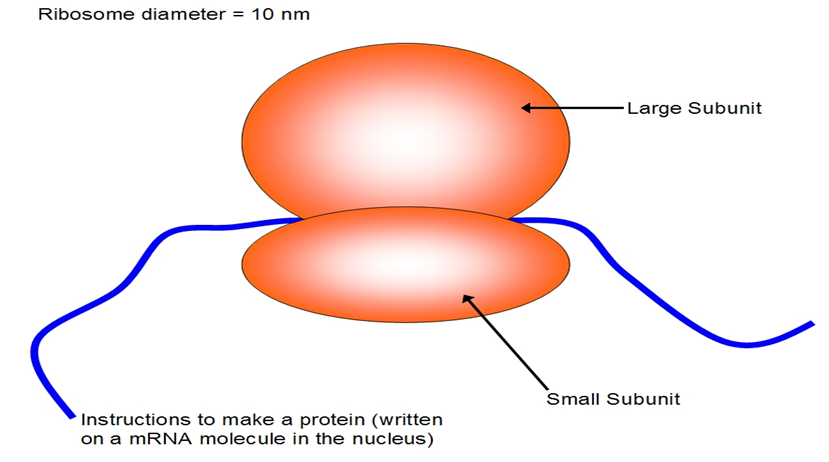 Ribosome diameter = 10 nm
Large Subunit
Small Subunit
Instructions to make a protein (written
on a mRNA molecule in the nucleus)